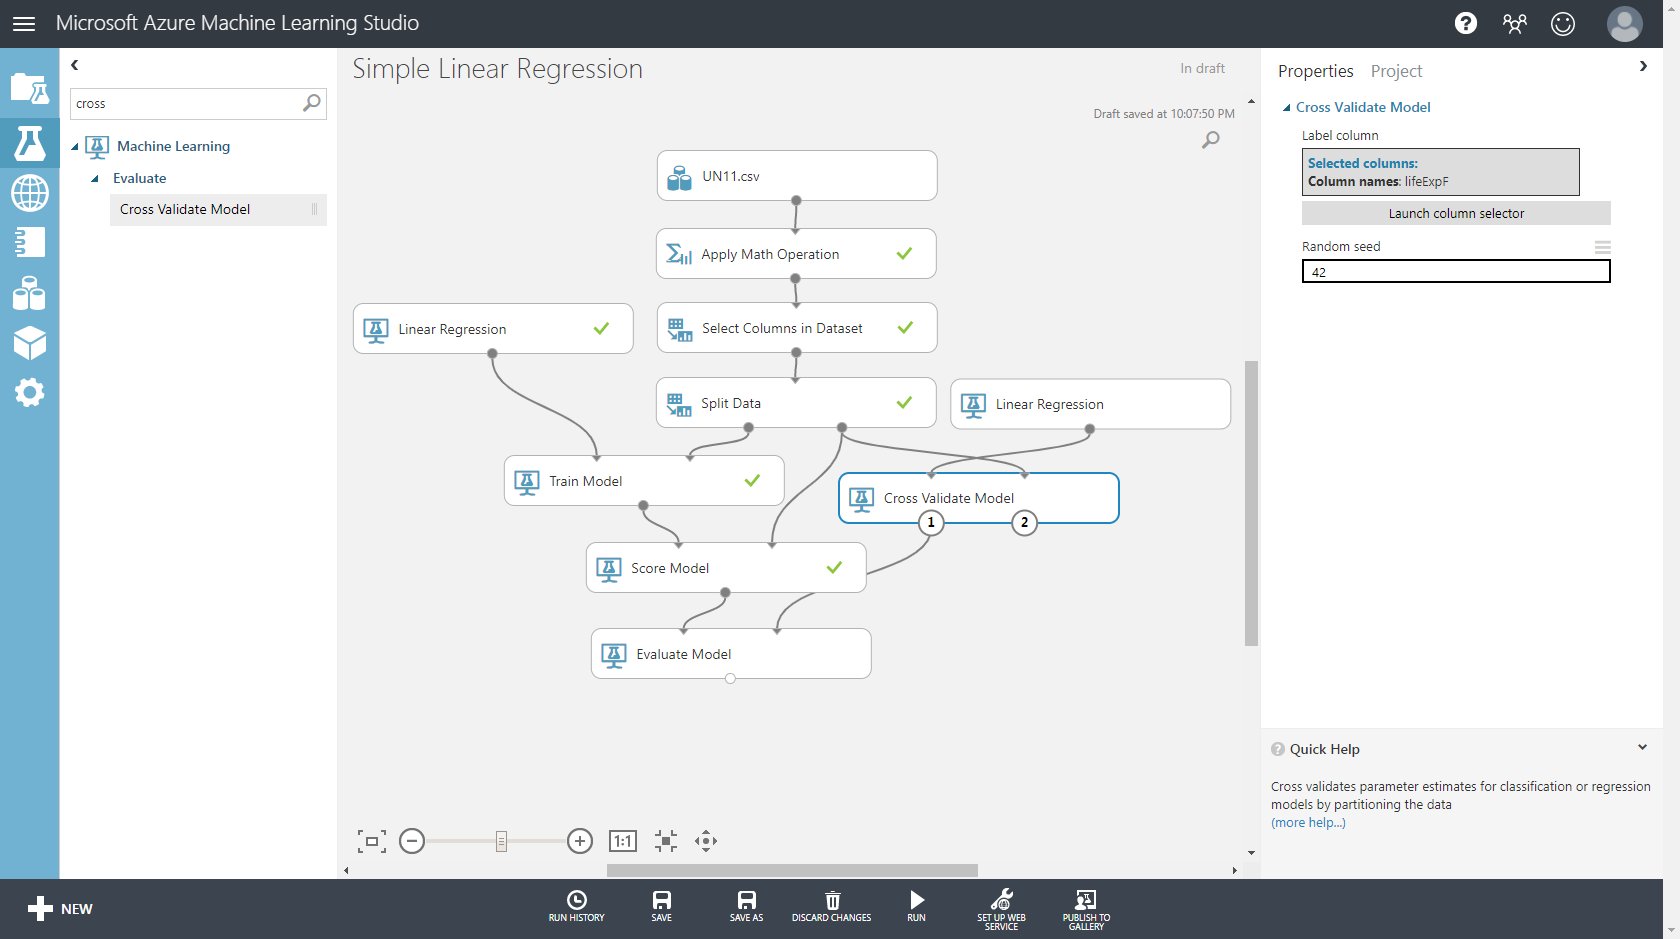 Microsoft Azure Machine Learning Studio
?
cross
Machine Learning
Evaluate
Cross Validate Model
Simple Linear Regression
In draft
Draft saved at 10:07:50 PM
UN11.csv
Apply Math Operation
Linear Regression
Select Columns in Dataset
Split Data
Linear Regression
Train Model
Cross Validate Model
1
2
Score Model
Evaluate Model
1:1
Properties Project
Cross Validate Model
Label column
Selected columns:
Column names: lifeExpF
Launch column selector
Random seed
42
? Quick Help
Cross validates parameter estimates for classification or regression
models by partitioning the data
(more help...)
NEW
RUN HISTORY
SAVE
SAVE AS
DISCARD CHANGES
RUN
SET UP WEB
SERVICE
PUBLISH TO
GALLERY